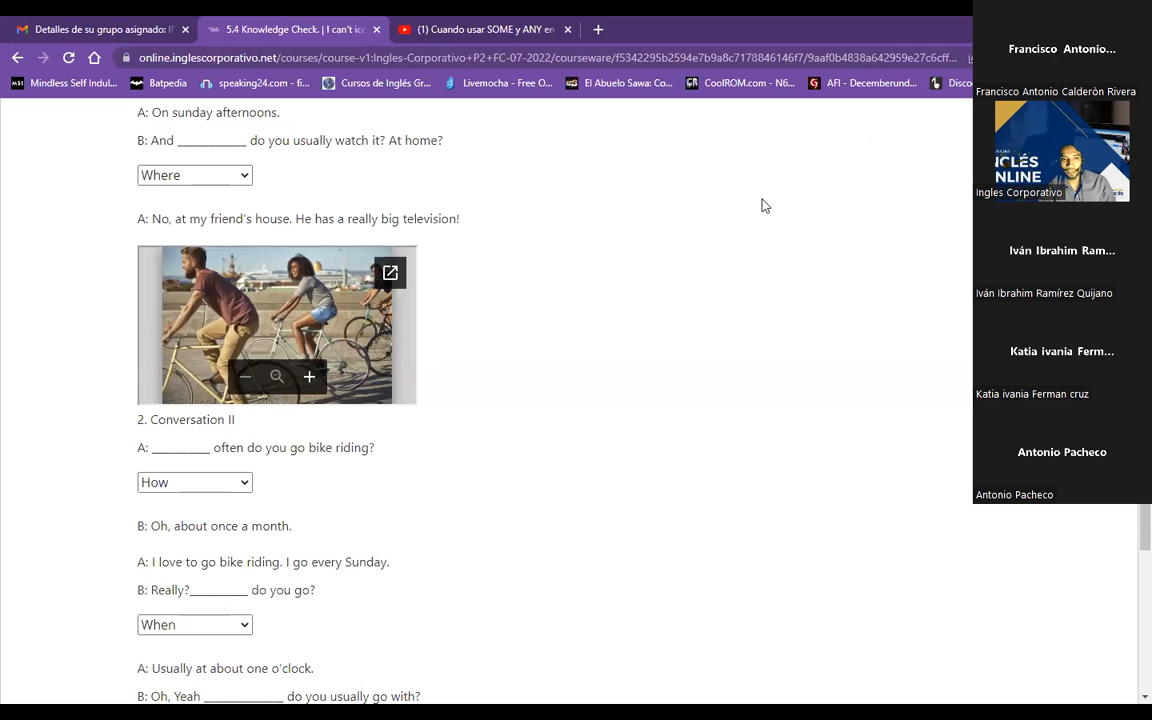 Detalles de su grupo asignado: I
5.4 Knowledge Check. | I can't ic
(1) Cuando usar SOME y ANY en
online.inglescorporativo.net/courses/course-v1:Ingles-Corporativo+P2+FC-07-2022/courseware/f5342295b2594e7b9a8c7178846146f7/9aaf0b4838a642959e27c6cff...
Mindless Self Indul...
Batpedia
speaking24.com - fi...
Cursos de Inglés Gr...
Livemocha - Free O...
El Abuelo Sawa: Co...
CoolROM.com - N6...
AFI - Decemberund...
Disco
A: On sunday afternoons.
B: And ____________ do you usually watch it? At home?
Where
A: No, at my friend's house. He has a really big television!
2. Conversation II
A: __________ often do you go bike riding?
How
B: Oh, about once a month.
A: I love to go bike riding. I go every Sunday.
B: Really?__________ do you go?
When
A: Usually at about one o'clock.
B: Oh, Yeah ______________ do you usually go with?
Francisco Antonio...
Francisco Antonio Calderòn Rivera
INGLÉS
ONLINE
Ingles Corporativo
Iván Ibrahim Ram...
Iván Ibrahim Ramírez Quijano
Katia ivania Ferm...
Katia ivania Ferman cruz
Antonio Pacheco
Antonio Pacheco